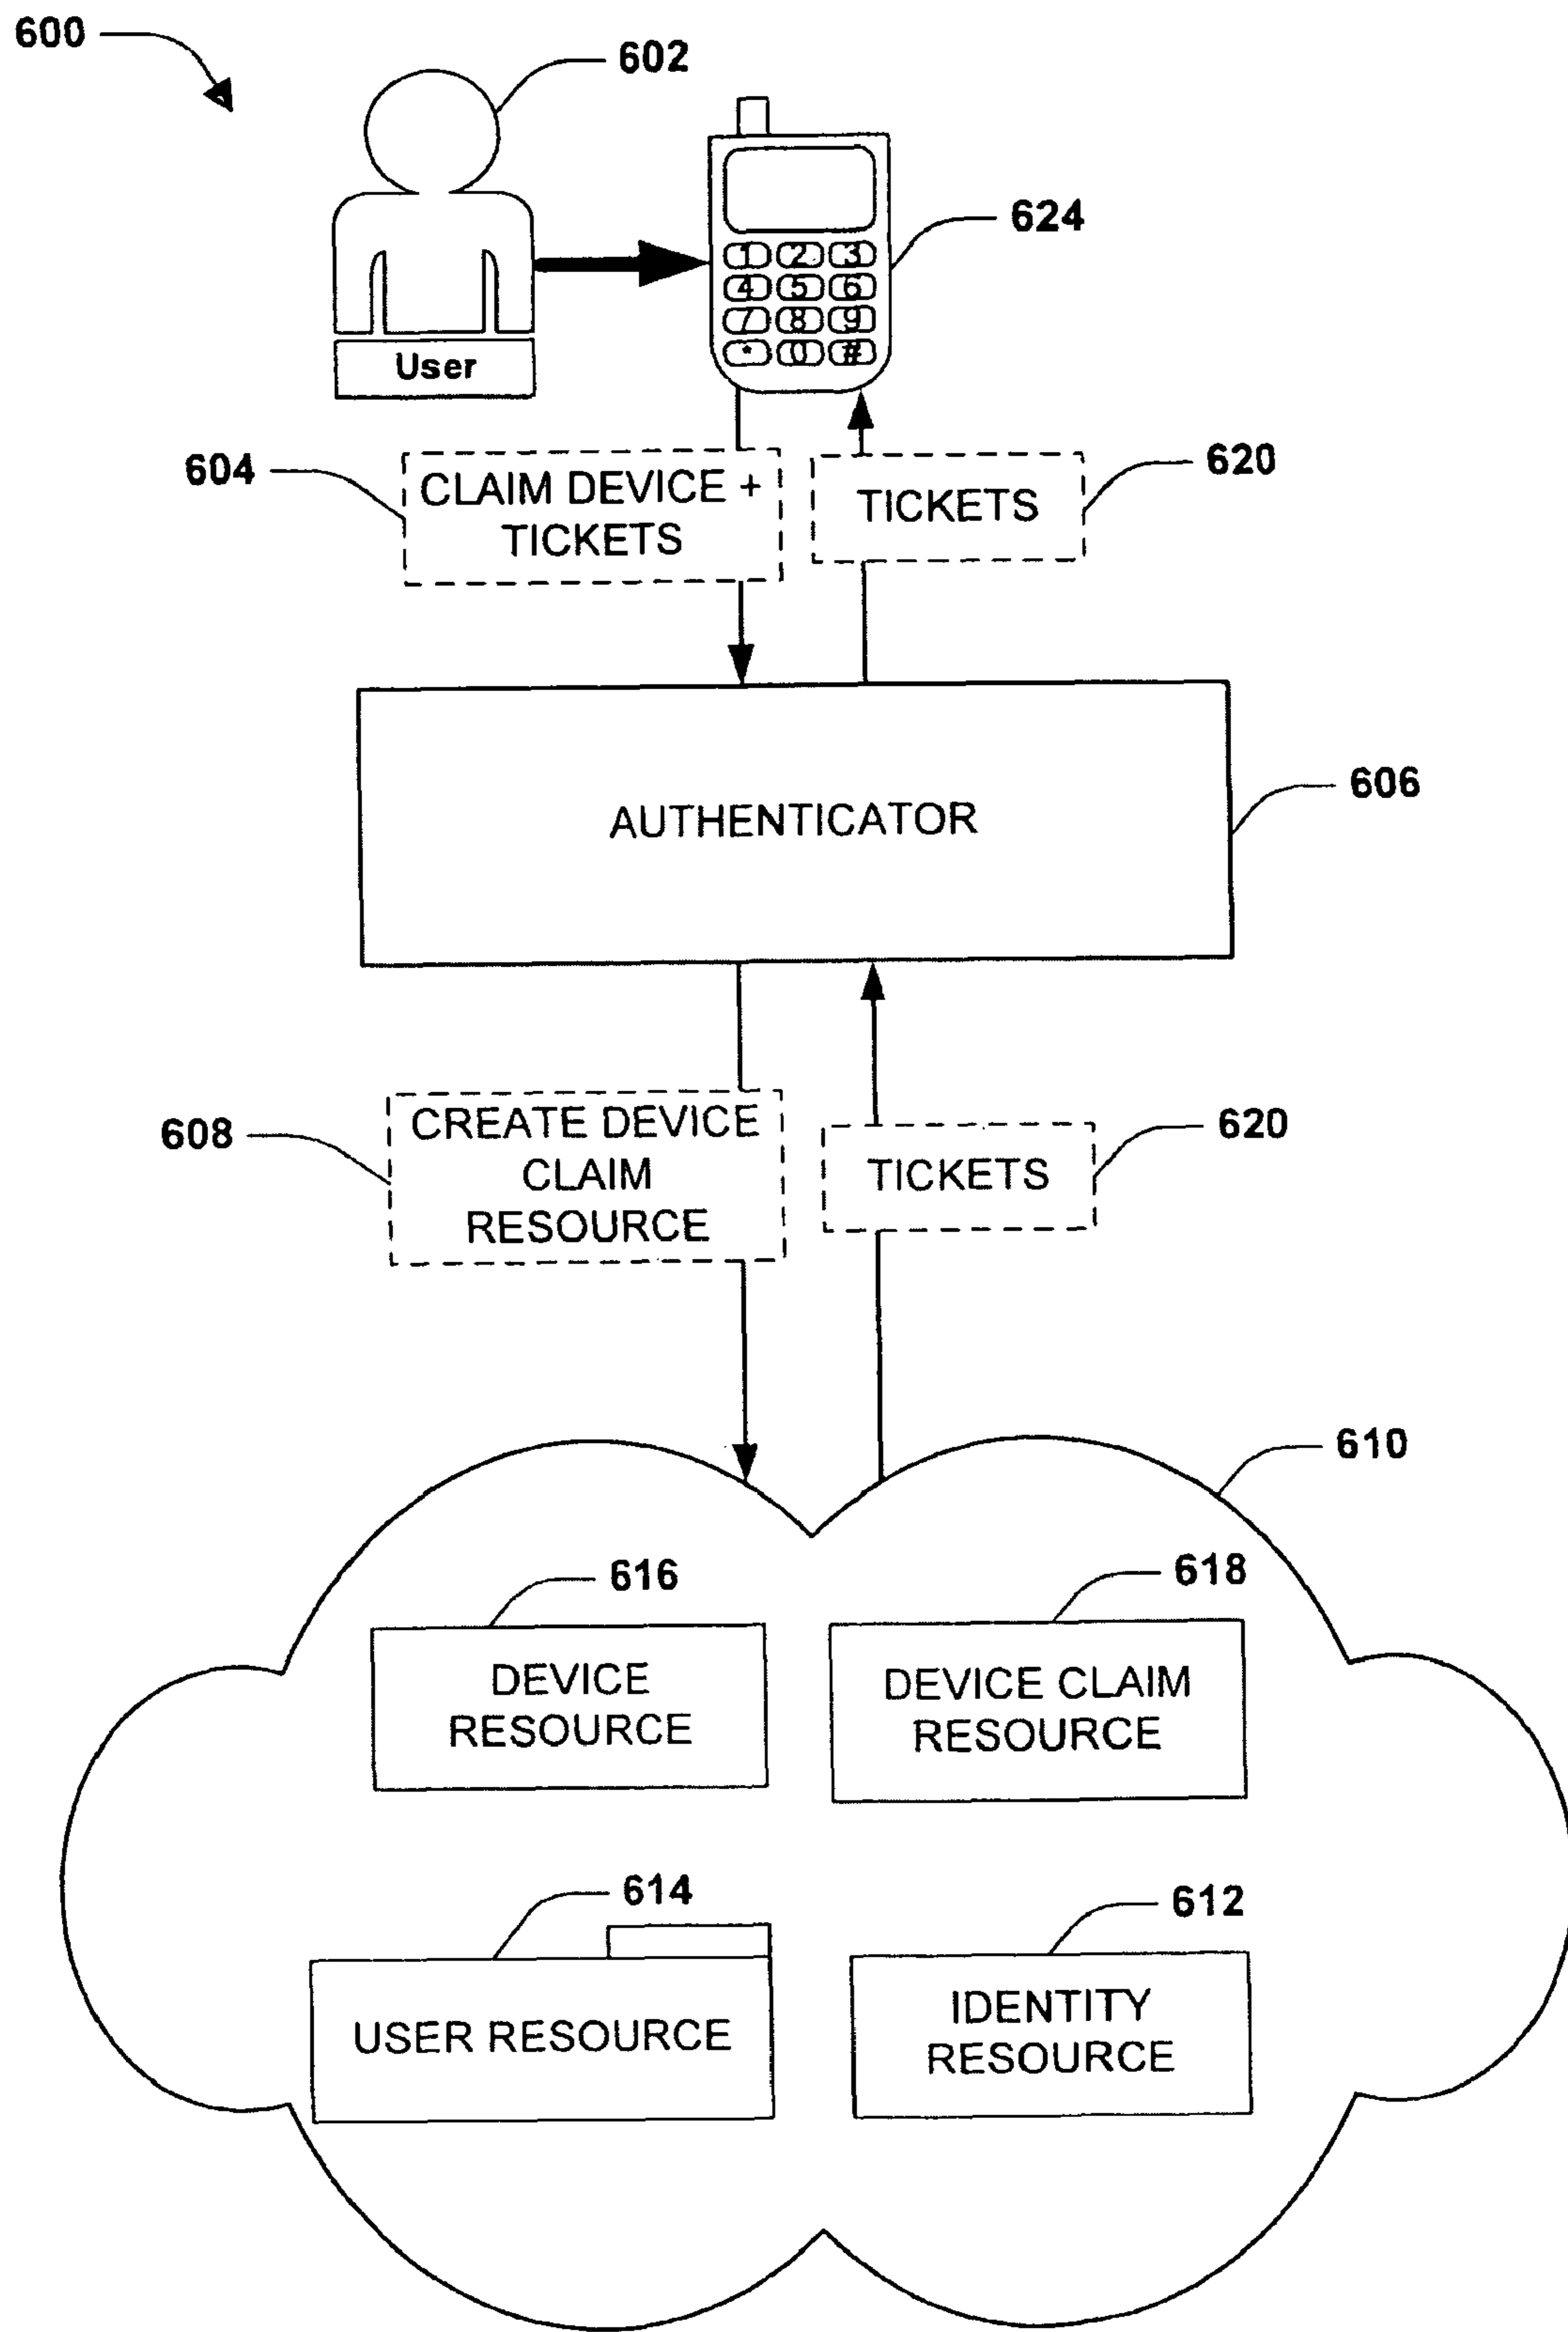 600
602
624
1 2 3
4 5 6
7 8 9
* 0 #
User
604
CLAIM DEVICE +
TICKETS
TICKETS
620
AUTHENTICATOR
606
608
CREATE DEVICE
CLAIM
RESOURCE
TICKETS
620
610
616
DEVICE
RESOURCE
618
DEVICE CLAIM
RESOURCE
614
USER RESOURCE
612
IDENTITY
RESOURCE